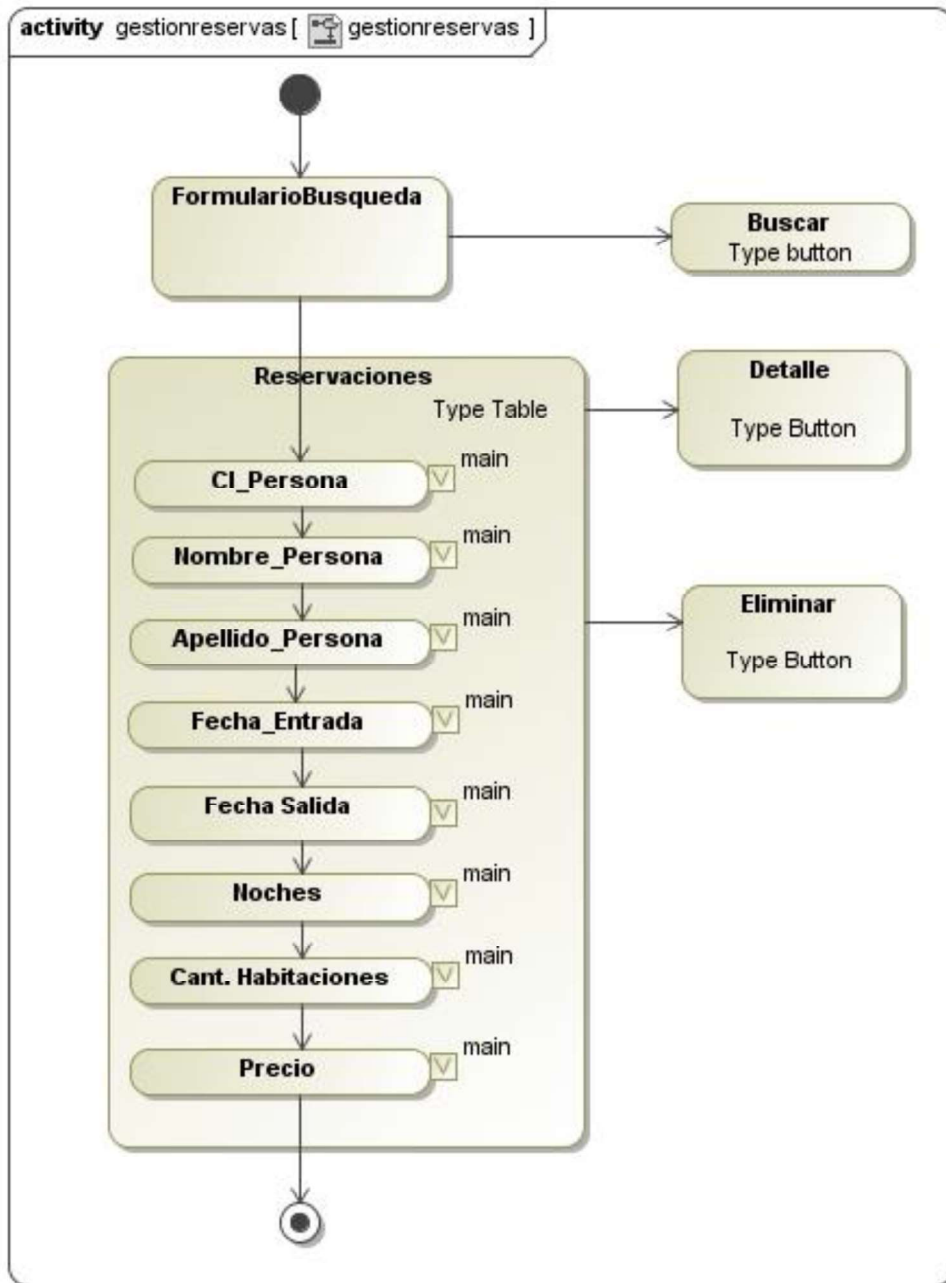 activity gestionreservas [ gestionreservas ]
FormularioBusqueda
Buscar
Type button
Reservaciones
Type Table
Detalle
Type Button
CI_Persona
main
Nombre_Persona
main
Apellido_Persona
main
Eliminar
Type Button
Fecha_Entrada
main
Fecha Salida
main
Noches
main
Cant. Habitaciones
main
Precio
main